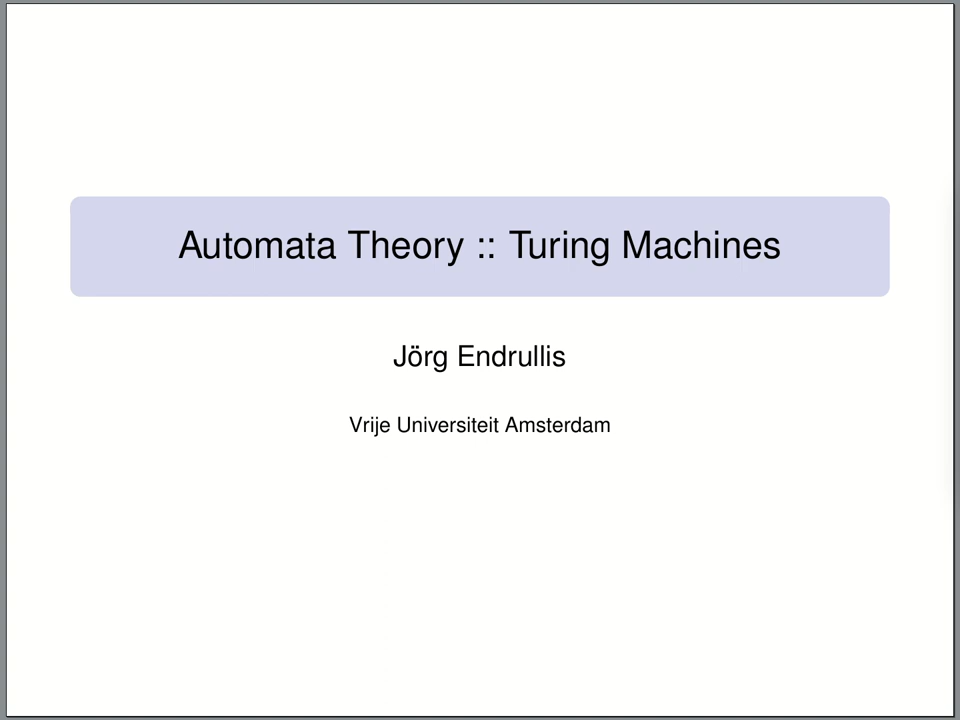 Automata Theory :: Turing Machines
Jörg Endrullis
Vrije Universiteit Amsterdam